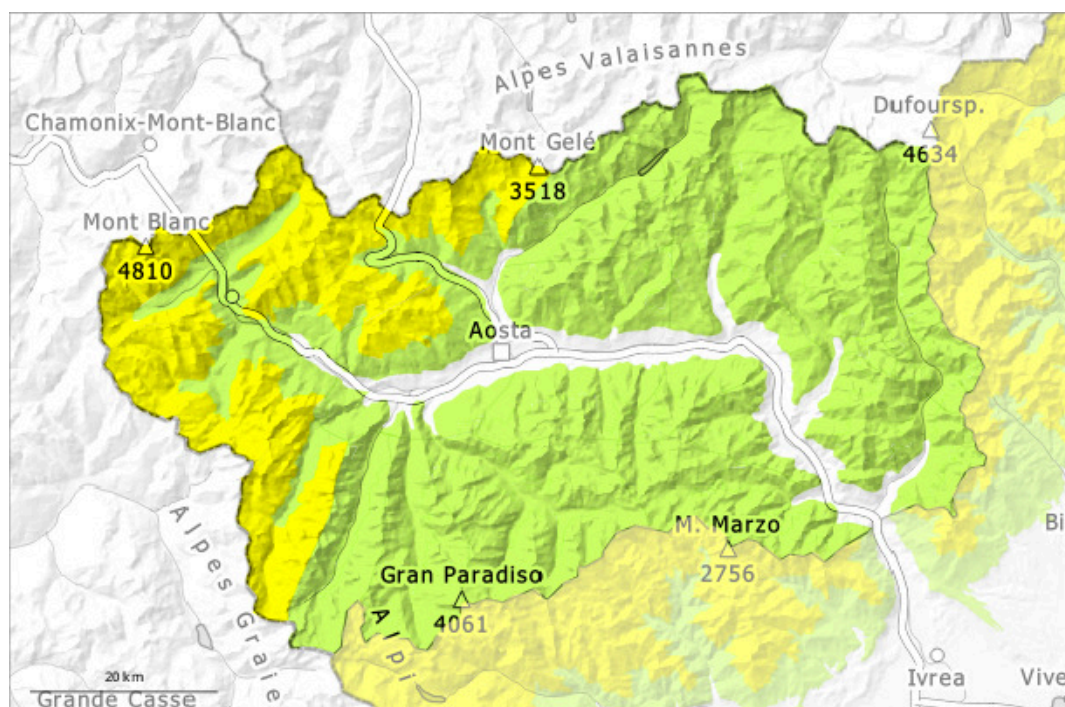 Alpes Valaisannes
Chamonix-Mont-Blanc
Dufoursp.
4634
Mont Gelé
3518
Mont Blanc
4810
Aosta
M. Marzo
2756
Gran Paradiso
4061
Alpes Graie
Alpi
Bi
Ivrea
Vive
20 km
Grande Casse